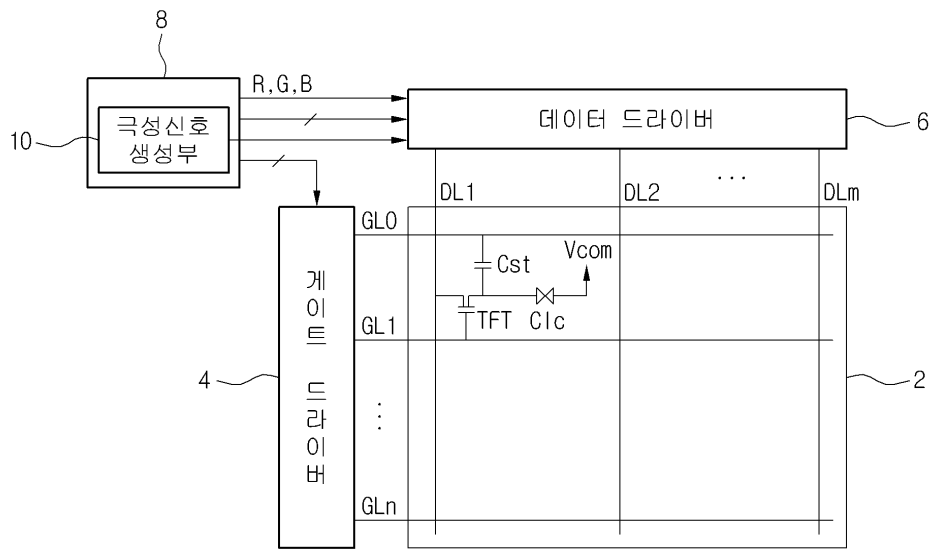 8
R,G,B
10
극성신호
생성부
데이터 드라이버
6
...
DL1
DL2
DLm
GL0
Vcom
Cst
게이트 드라이버
TFT
Clc
GL1
4
2
...
GLn